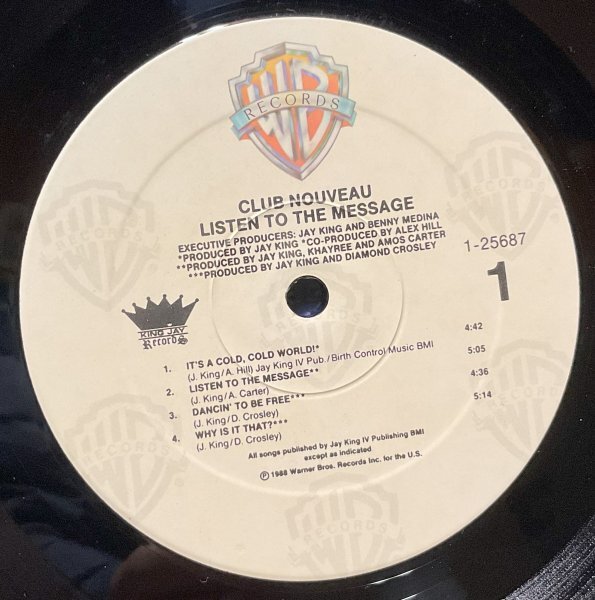 WB
RECORDS
CLUB NOUVEAU
LISTEN TO THE MESSAGE
EXECUTIVE PRODUCERS: JAY KING AND BENNY MEDINA
*PRODUCED BY JAY KING *CO-PRODUCED BY ALEX HILL
**PRODUCED BY JAY KING, KHAYREE AND AMOS CARTER
***PRODUCED BY JAY KING AND DIAMOND CROSLEY
1-25687
1
KING JAY
Records
1. IT'S A COLD, COLD WORLD!* 4:42
(J. King/A. Hill) Jay King IV Pub./Birth Control Music BMI
2. LISTEN TO THE MESSAGE** 5:05
(J. King/A. Carter)
3. DANCIN' TO BE FREE*** 4:36
(J. King/D. Crosley)
4. WHY IS IT THAT?*** 5:14
(J. King/D. Crosley)
All songs published by Jay King IV Publishing BMI
except as indicated
℗1988 Warner Bros. Records Inc. for the U.S.